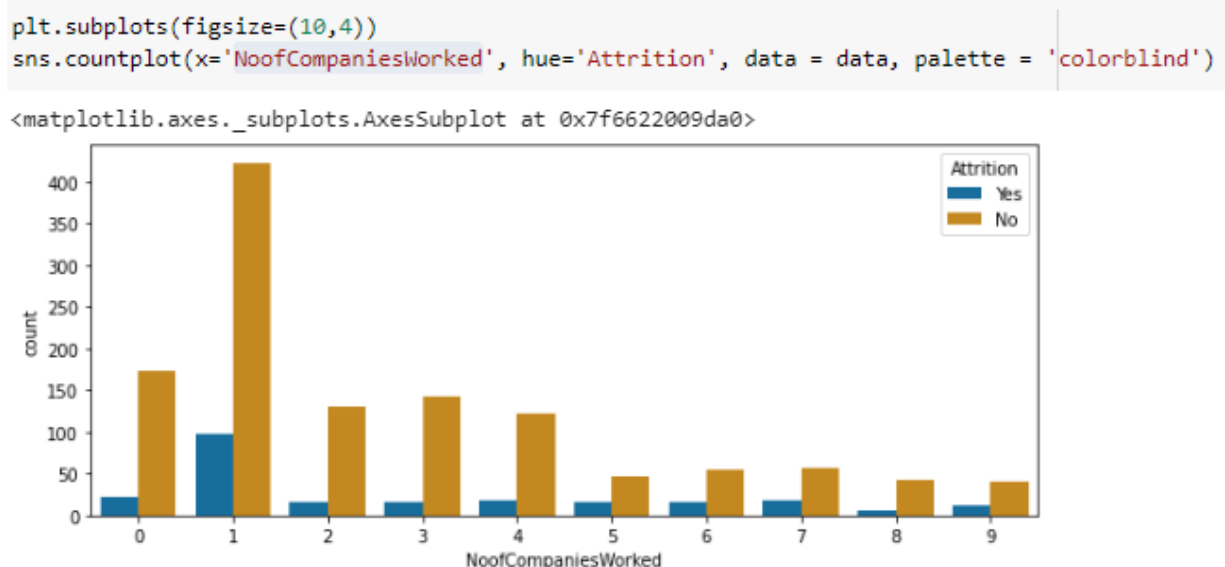 plt.subplots(figsize=(10,4))
sns.countplot(x='NoofCompaniesWorked', hue='Attrition', data = data, palette = 'colorblind')
<matplotlib.axes._subplots.AxesSubplot at 0x7f6622009da0>
Attrition
Yes
No
400
350
300
250
200
150
100
50
0
count
0 1 2 3 4 5 6 7 8 9
NoofCompaniesWorked